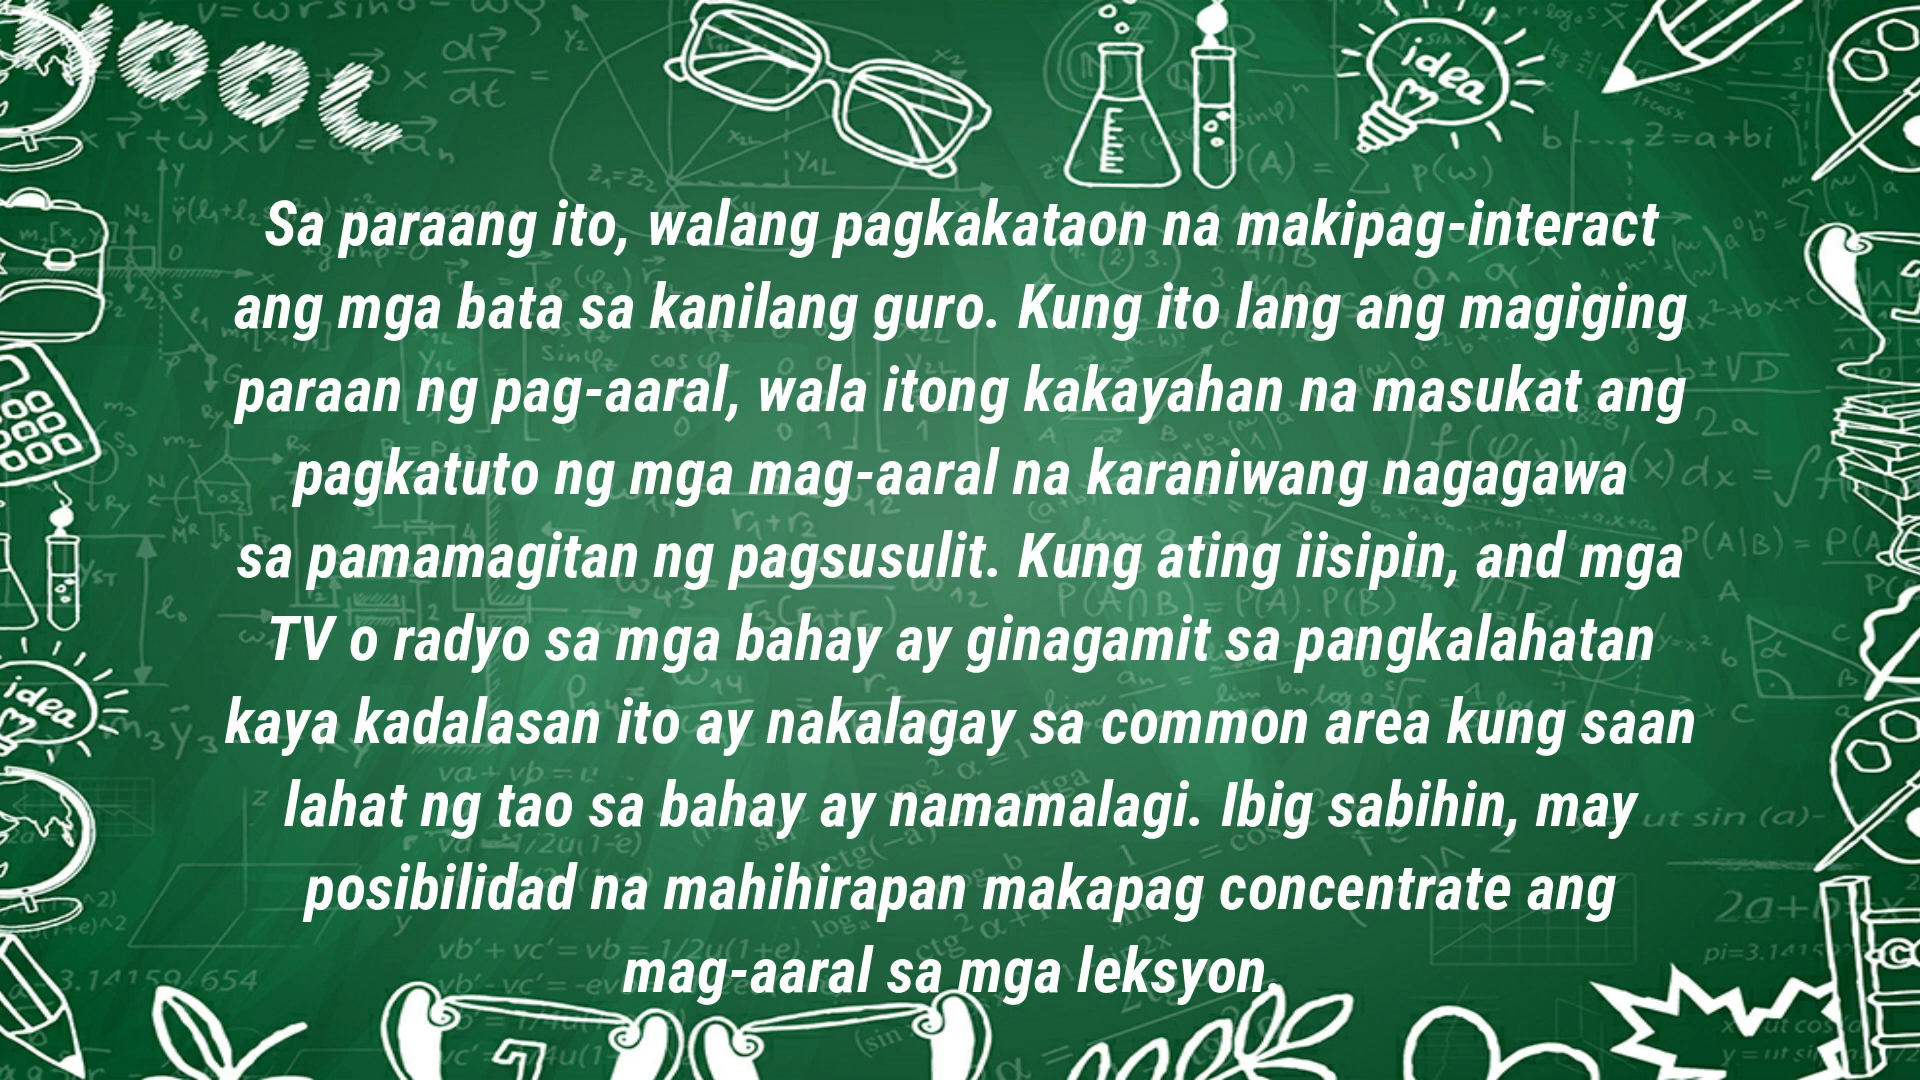 Sa paraang ito, walang pagkakataon na makipag-interact
ang mga bata sa kanilang guro. Kung ito lang ang magiging
paraan ng pag-aaral, wala itong kakayahan na masukat ang
pagkatuto ng mga mag-aaral na karaniwang nagagawa
sa pamamagitan ng pagsusulit. Kung ating iisipin, and mga
TV o radyo sa mga bahay ay ginagamit sa pangkalahatan
kaya kadalasan ito ay nakalagay sa common area kung saan
lahat ng tao sa bahay ay namamalagi. Ibig sabihin, may
posibilidad na mahihirapan makapag concentrate ang
mag-aaral sa mga leksyon.
idea
idea